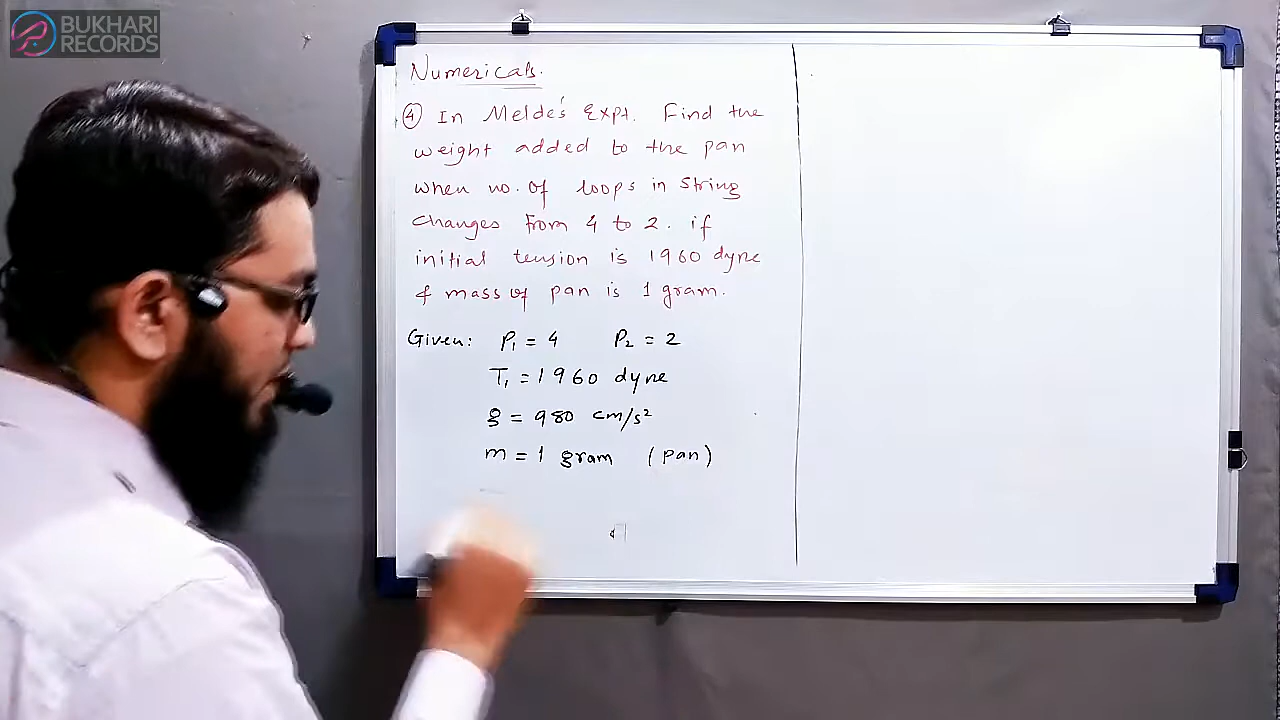 BUKHARI
RECORDS
Numericals.
④ In Melde's Expt. Find the
weight added to the pan
when no. of loops in string
changes from 4 to 2. if
initial tension is 1960 dyne
& mass of pan is 1 gram.
Given: P₁ = 4 P₂ = 2
T₁ = 1960 dyne
g = 980 cm/s²
m = 1 gram (pan)